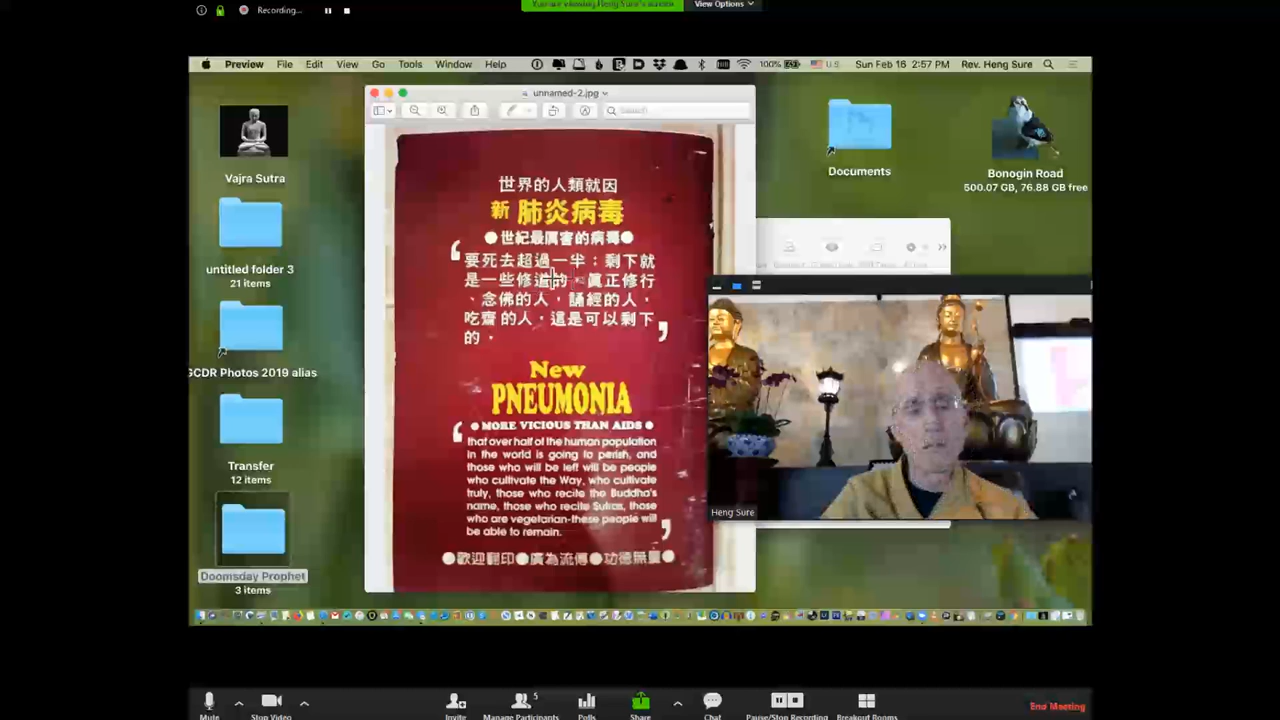 Recording...
You are viewing Heng Sure's screen
View Options
Preview File Edit View Go Tools Window Help
100%
U.S.
Sun Feb 16 2:57 PM
Rev. Heng Sure
unnamed-2.jpg
Search
Vajra Sutra
untitled folder 3
21 items
GCDR Photos 2019 alias
Transfer
12 items
Doomsday Prophet
3 items
Documents
Bonogin Road
500.07 GB, 76.88 GB free
世界的人類就因
新肺炎病毒
●世紀最厲害的病毒●
要死去超過一半：剩下就
是一些修道的，真正修行
、念佛的人，誦經的人，
吃齋的人，這是可以剩下
的。
New
PNEUMONIA
● MORE VICIOUS THAN AIDS ●
that over half of the human population
in the world is going to perish, and
those who will be left will be people
who cultivate the Way, who cultivate
truly, those who recite the Buddha's
name, those who recite Sutras, those
who are vegetarian-these people will
be able to remain.
●歡迎翻印●廣為流傳●功德無量●
Heng Sure
Mute
Stop Video
Invite
5
Manage Participants
Polls
Share
Chat
Pause/Stop Recording
Breakout Rooms
End Meeting